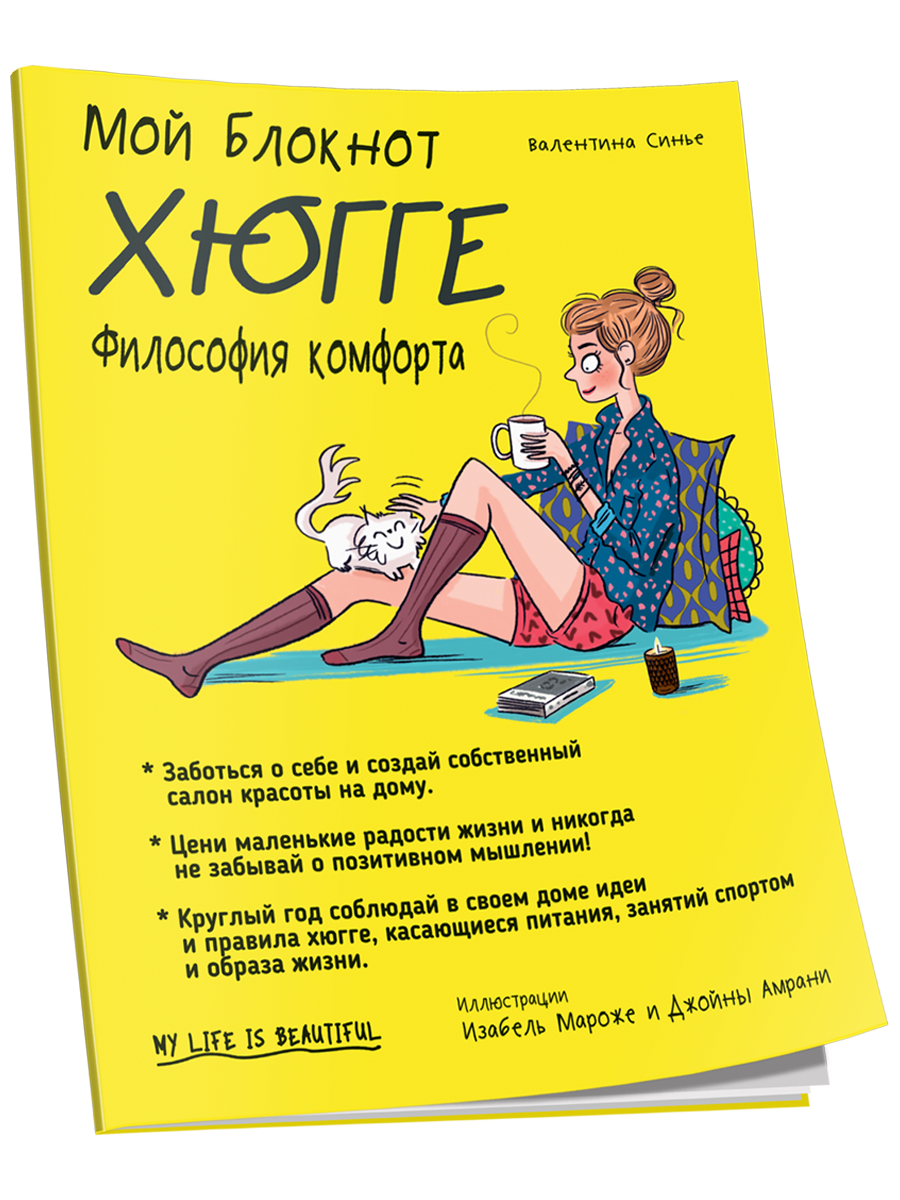 Мой Блокнот
Валентина Синье
ХЮГГЕ
Философия комфорта
* Заботься о себе и создай собственный
салон красоты на дому.
* Цени маленькие радости жизни и никогда
не забывай о позитивном мышлении!
* Круглый год соблюдай в своем доме идеи
и правила хюгге, касающиеся питания, занятий спортом
и образа жизни.
Иллюстрации
Изабель Мароже и Джойны Амрани
MY LIFE IS BEAUTIFUL